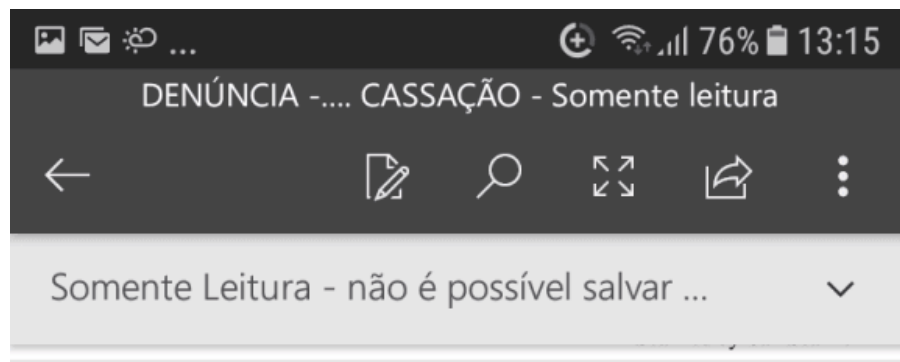 ... 76% 13:15
DENÚNCIA -.... CASSAÇÃO - Somente leitura
Somente Leitura - não é possível salvar ...